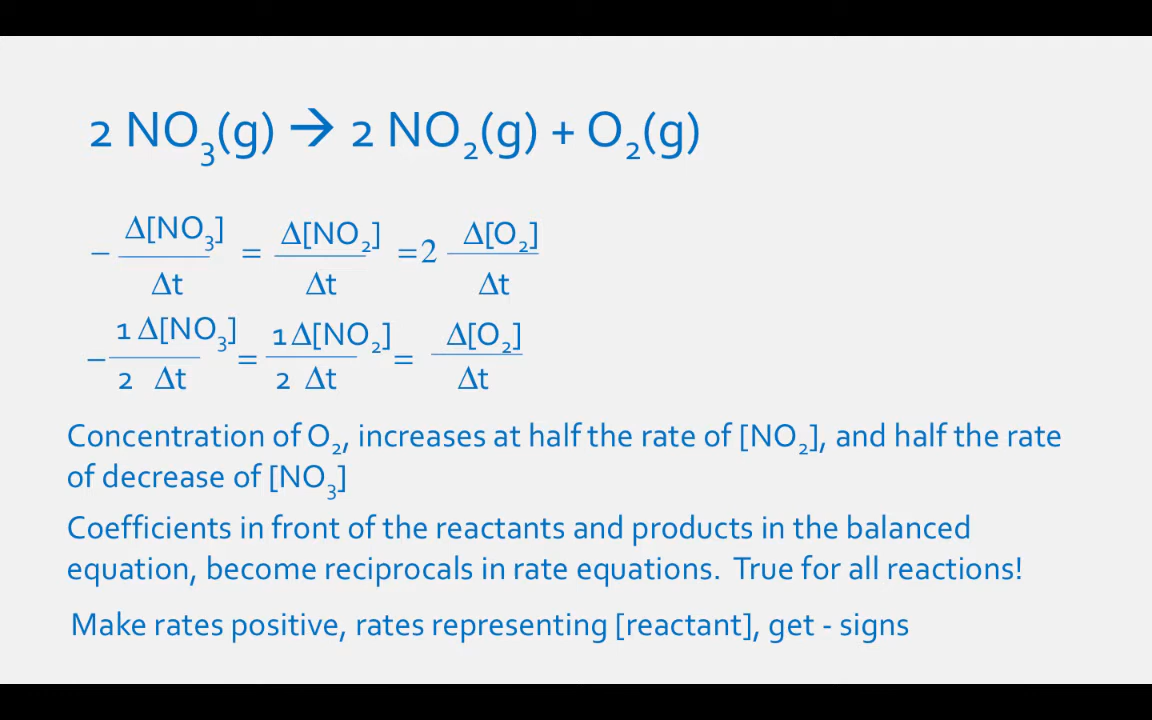 2 NO₃(g) → 2 NO₂(g) + O₂(g)
− Δ[NO₃]/Δt = Δ[NO₂]/Δt = 2 Δ[O₂]/Δt
− 1 Δ[NO₃]/2 Δt = 1 Δ[NO₂]/2 Δt = Δ[O₂]/Δt
Concentration of O₂, increases at half the rate of [NO₂], and half the rate
of decrease of [NO₃]
Coefficients in front of the reactants and products in the balanced
equation, become reciprocals in rate equations. True for all reactions!
Make rates positive, rates representing [reactant], get - signs